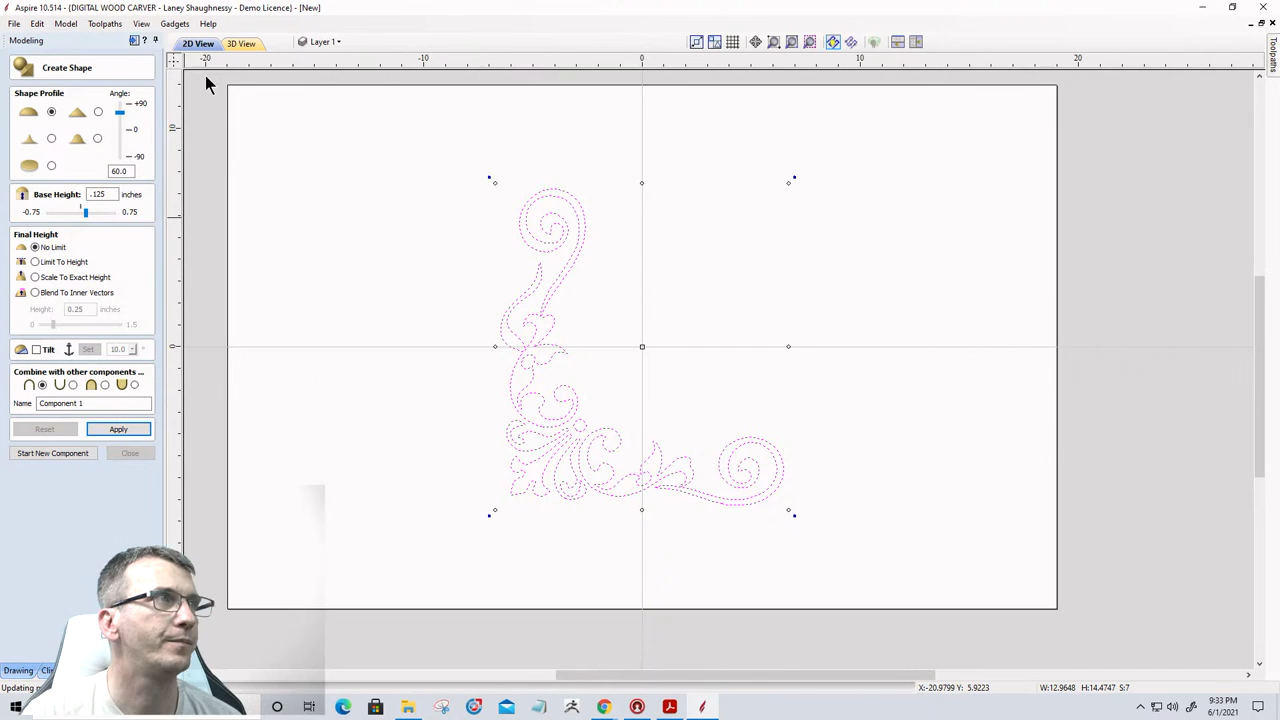 Aspire 10.514 - (DIGITAL WOOD CARVER - Laney Shaughnessy - Demo Licence) - [New]
File Edit Model Toolpaths View Gadgets Help
Modeling
2D View 3D View Layer 1
-20 -10 0 10 20
Create Shape
Shape Profile Angle:
+90
0
-90
60.0
Base Height: .125 inches
-0.75 0.75
Final Height
No Limit
Limit To Height
Scale To Exact Height
Blend To Inner Vectors
Height: 0.25 inches
0 1.5
Tilt Set 10.0 °
Combine with other components ...
Name Component 1
Reset Apply
Start New Component Close
10
0
Toolpaths
Drawing
X:-20.9799 Y: 5.9223 W:12.9648 H:14.4747 S:7
9:33 PM
6/1/2021